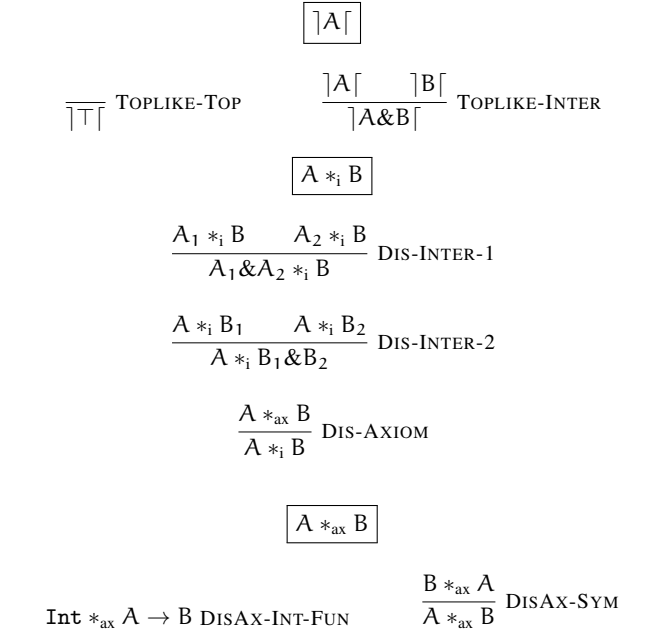 ⌉A⌈
⌉⊤⌈ TOPLIKE-TOP
⌉A⌈ ⌉B⌈
⌉A&B⌈ TOPLIKE-INTER
A ∗i B
A₁ ∗i B A₂ ∗i B
A₁&A₂ ∗i B DIS-INTER-1
A ∗i B₁ A ∗i B₂
A ∗i B₁&B₂ DIS-INTER-2
A ∗ax B
A ∗i B DIS-AXIOM
A ∗ax B
Int ∗ax A → B DISAX-INT-FUN
B ∗ax A
A ∗ax B DISAX-SYM